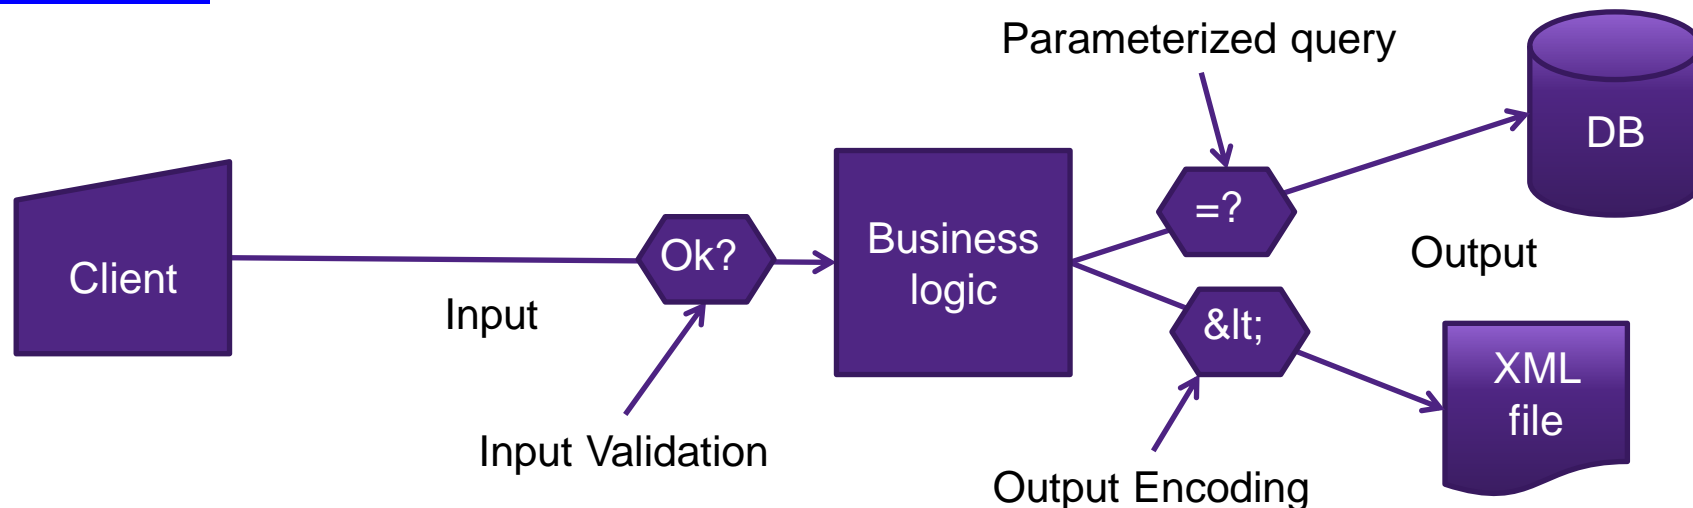 Parameterized query
DB
=?
Client
Ok?
Business
logic
Output
Input
&lt;
XML
file
Input Validation
Output Encoding